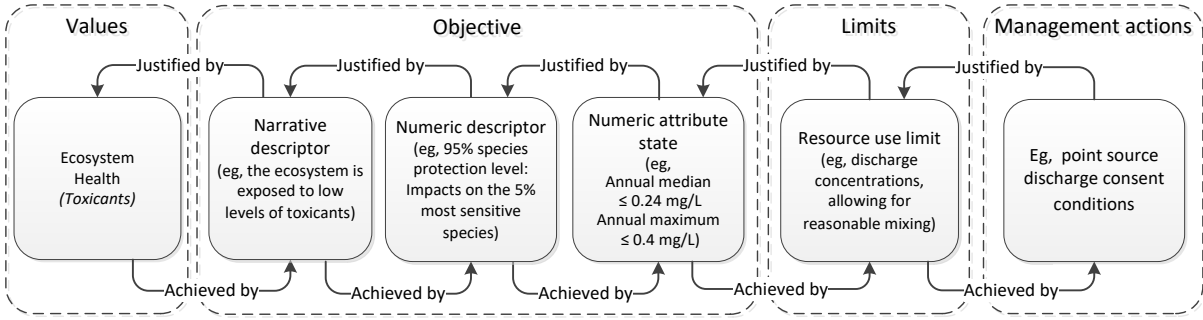 Values
Objective
Limits
Management actions
Justified by
Justified by
Justified by
Justified by
Justified by
Ecosystem
Health
(Toxicants)
Narrative
descriptor
(eg, the ecosystem is
exposed to low
levels of toxicants)
Numeric descriptor
(eg, 95% species
protection level:
Impacts on the 5%
most sensitive
species)
Numeric attribute
state
(eg,
Annual median
≤ 0.24 mg/L
Annual maximum
≤ 0.4 mg/L)
Resource use limit
(eg, discharge
concentrations,
allowing for
reasonable mixing)
Eg, point source
discharge consent
conditions
Achieved by
Achieved by
Achieved by
Achieved by
Achieved by